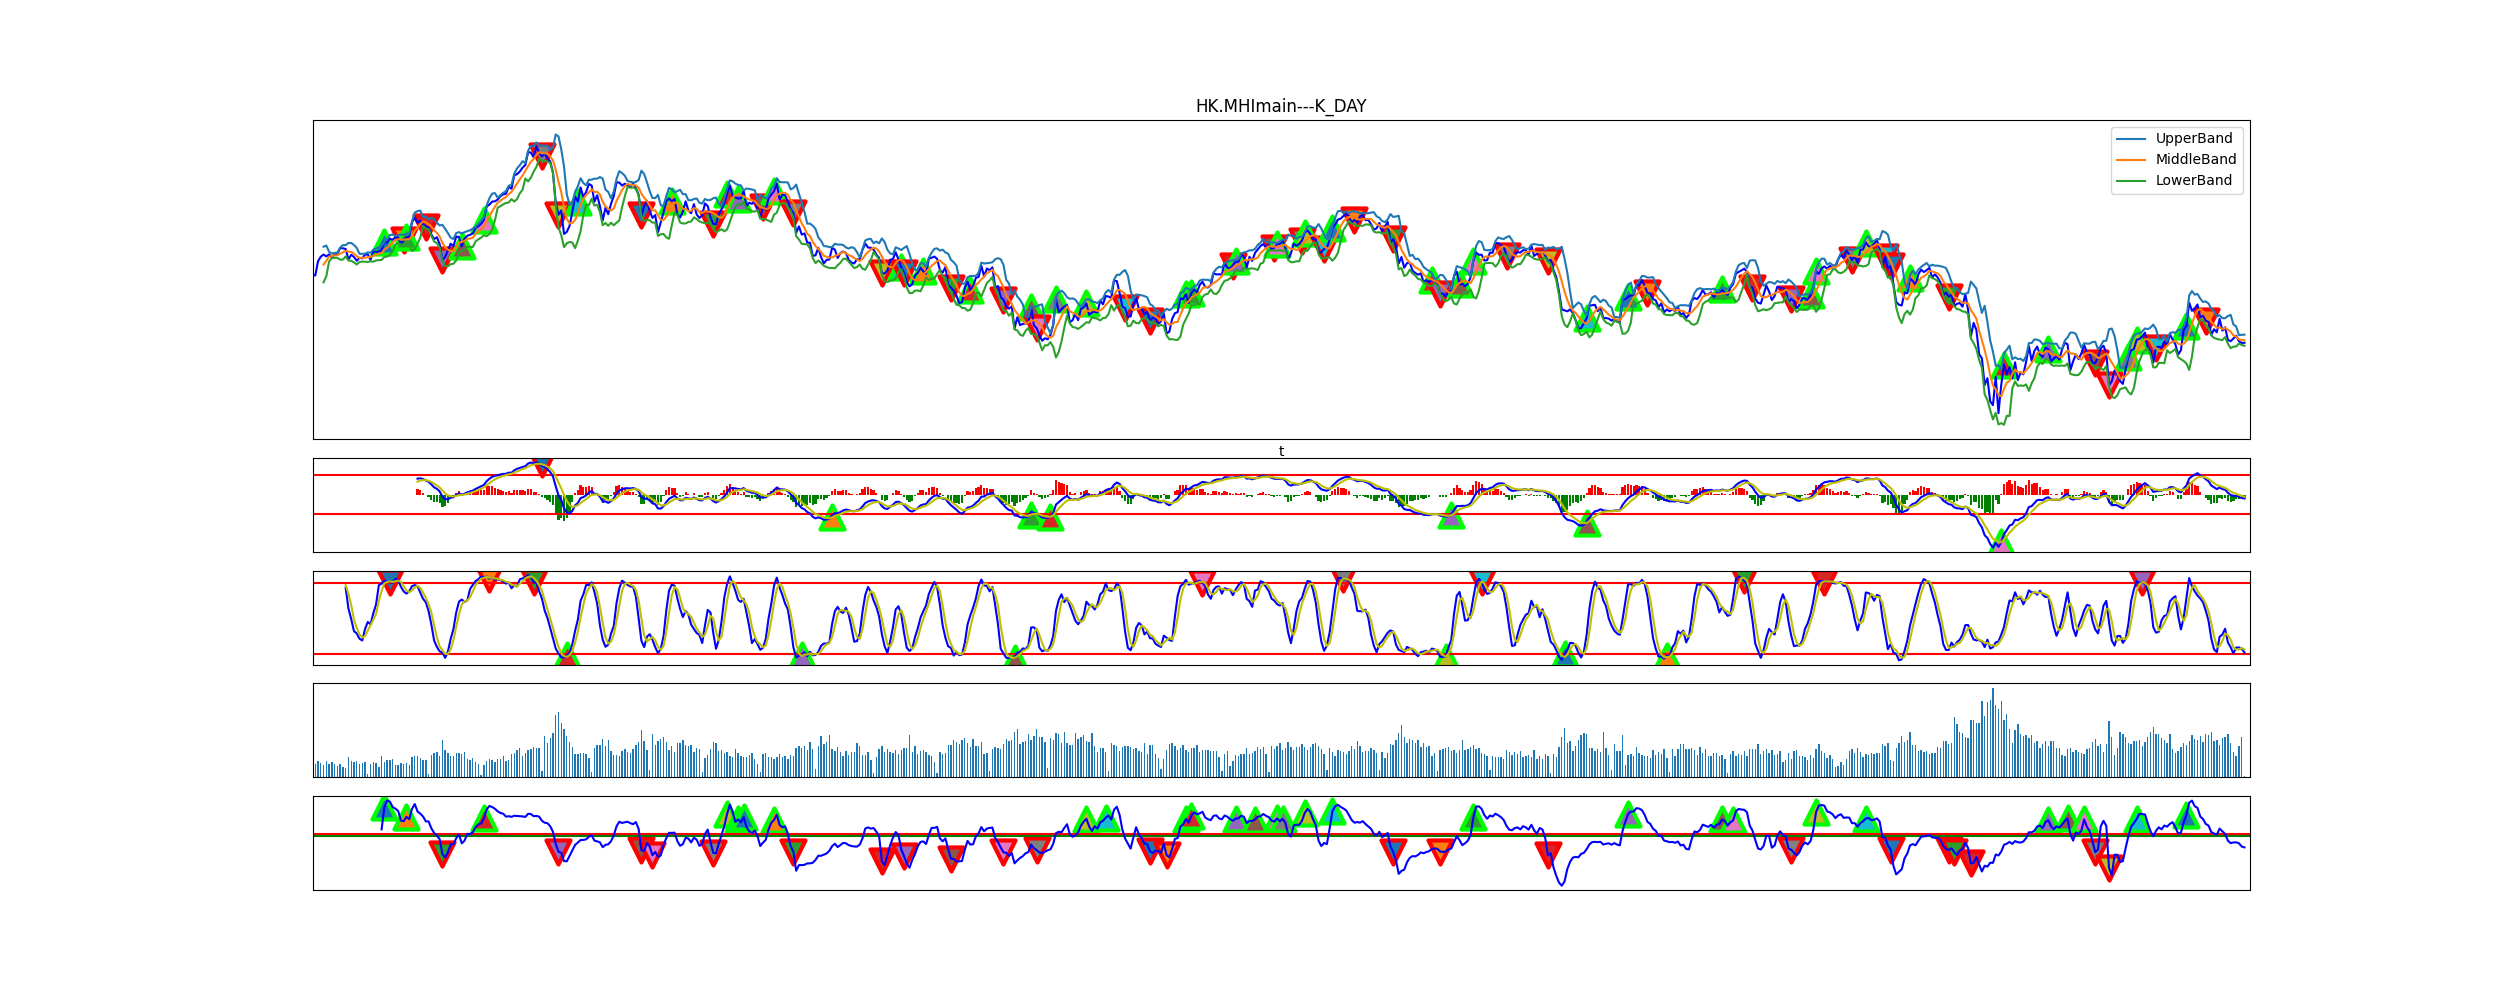 HK.MHImain---K_DAY
UpperBand
MiddleBand
LowerBand
t